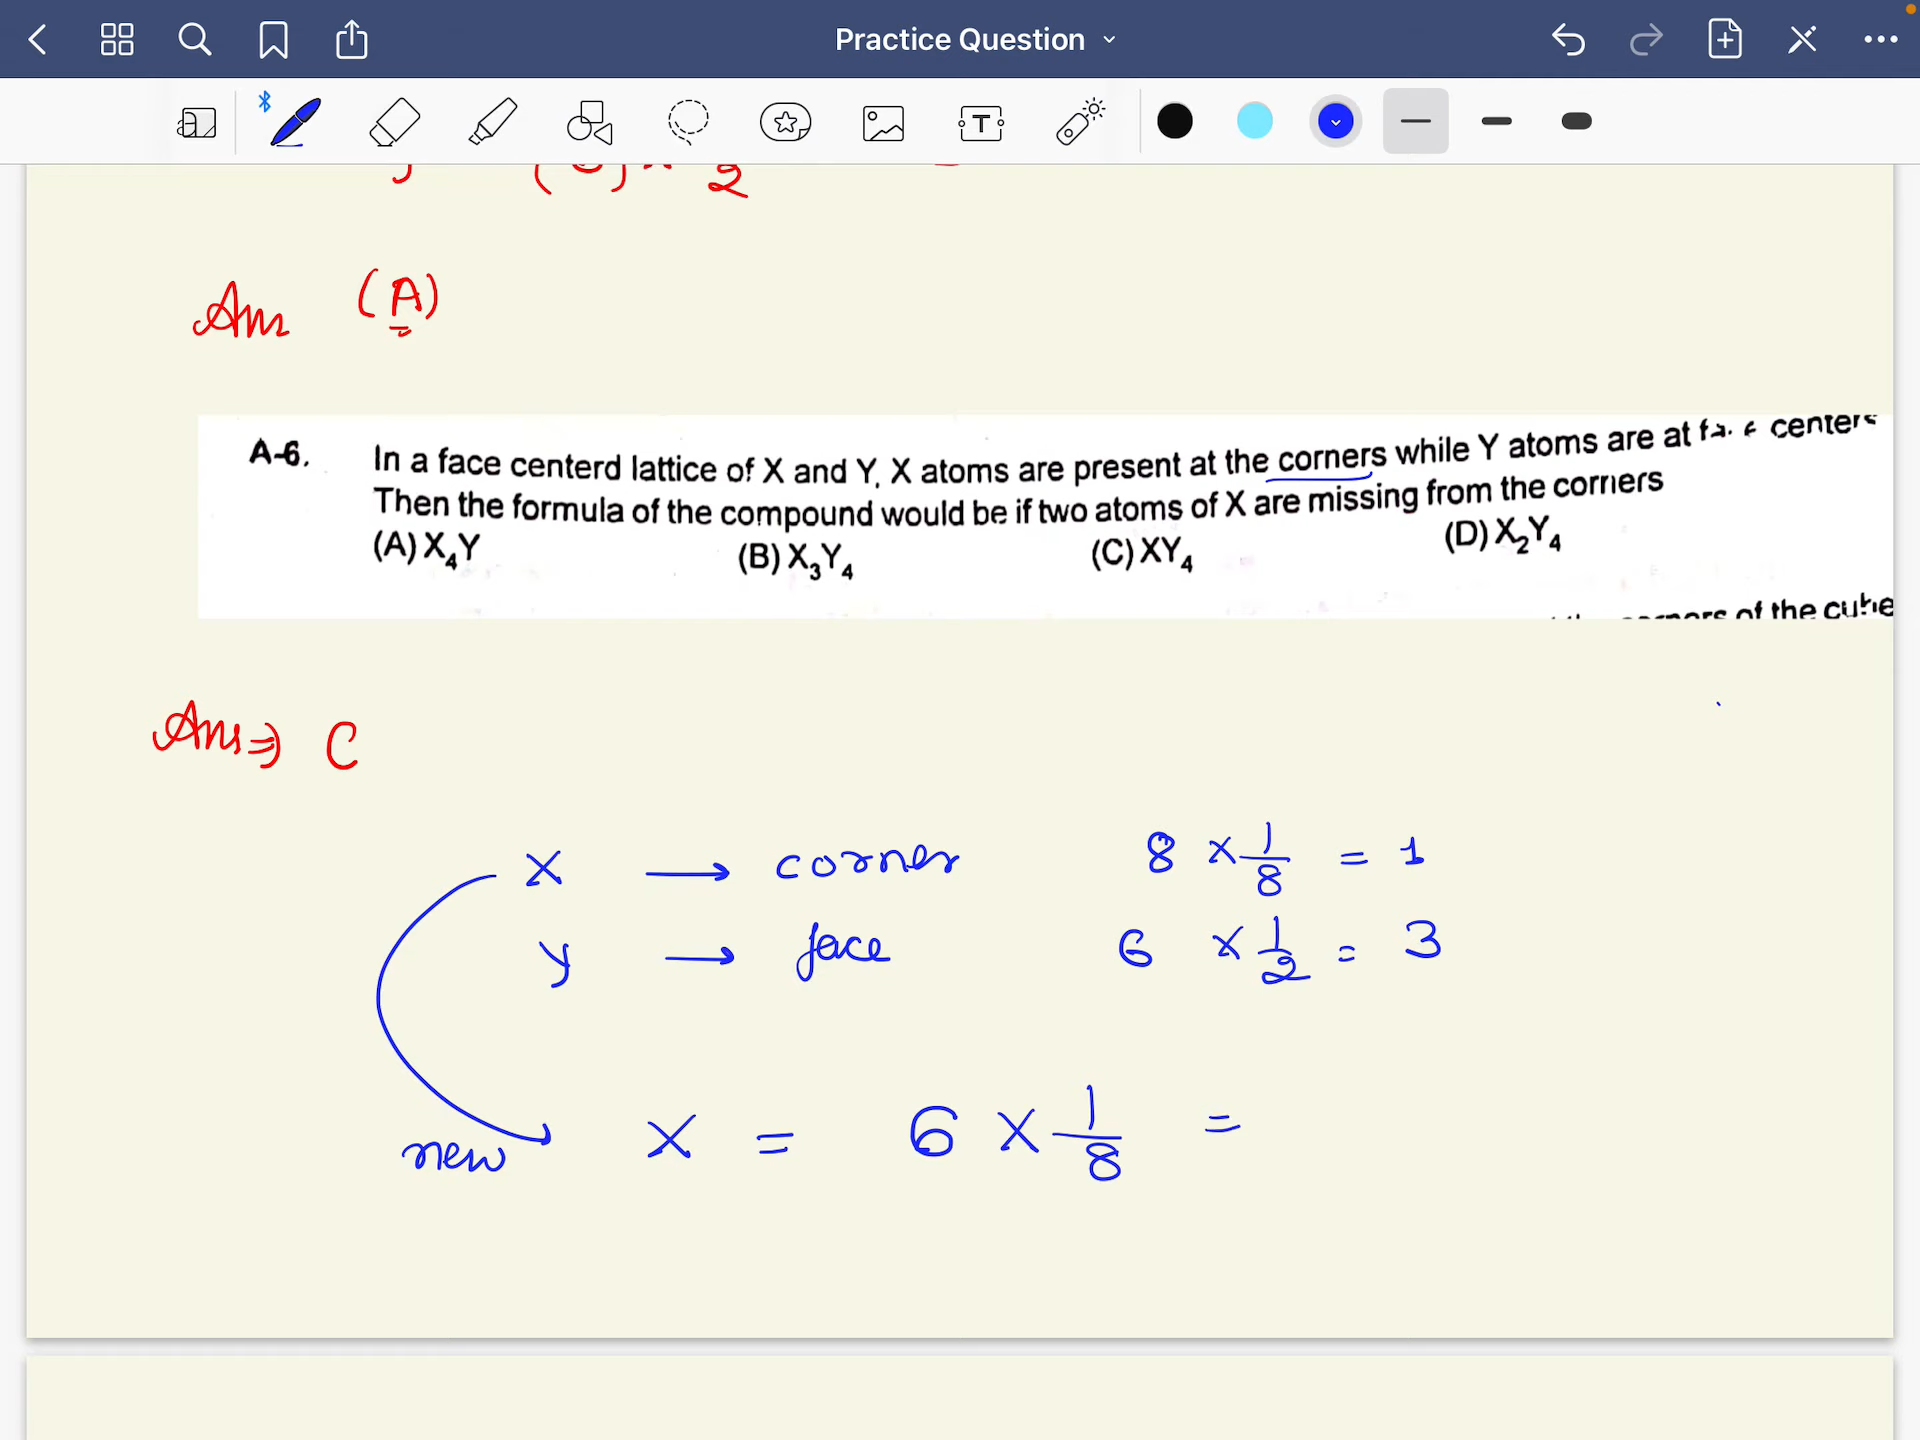 Practice Question
2
Ans (A)
A-6. In a face centerd lattice of X and Y, X atoms are present at the corners while Y atoms are at face centers
Then the formula of the compound would be if two atoms of X are missing from the corners
(A) X₄Y (B) X₃Y₄ (C) XY₄ (D) X₂Y₄
corners of the cube
Ans ⇒ C
X → corner 8 × 1/8 = 1
y → face 6 × 1/2 = 3
new X = 6 × 1/8 =